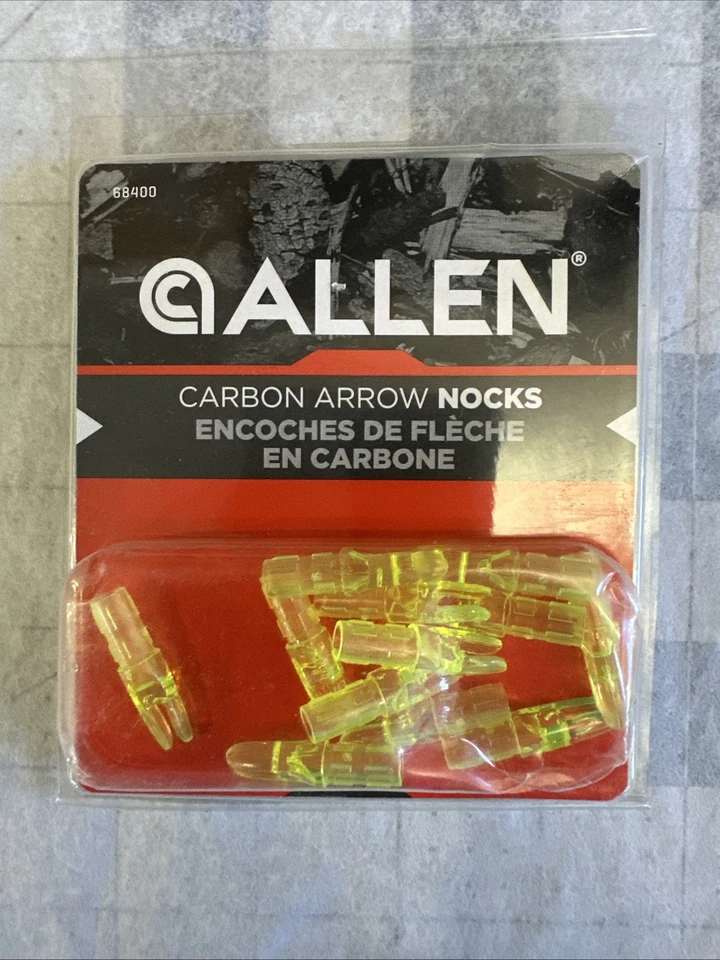 68400
ALLEN®
CARBON ARROW NOCKS
ENCOCHES DE FLÈCHE
EN CARBONE